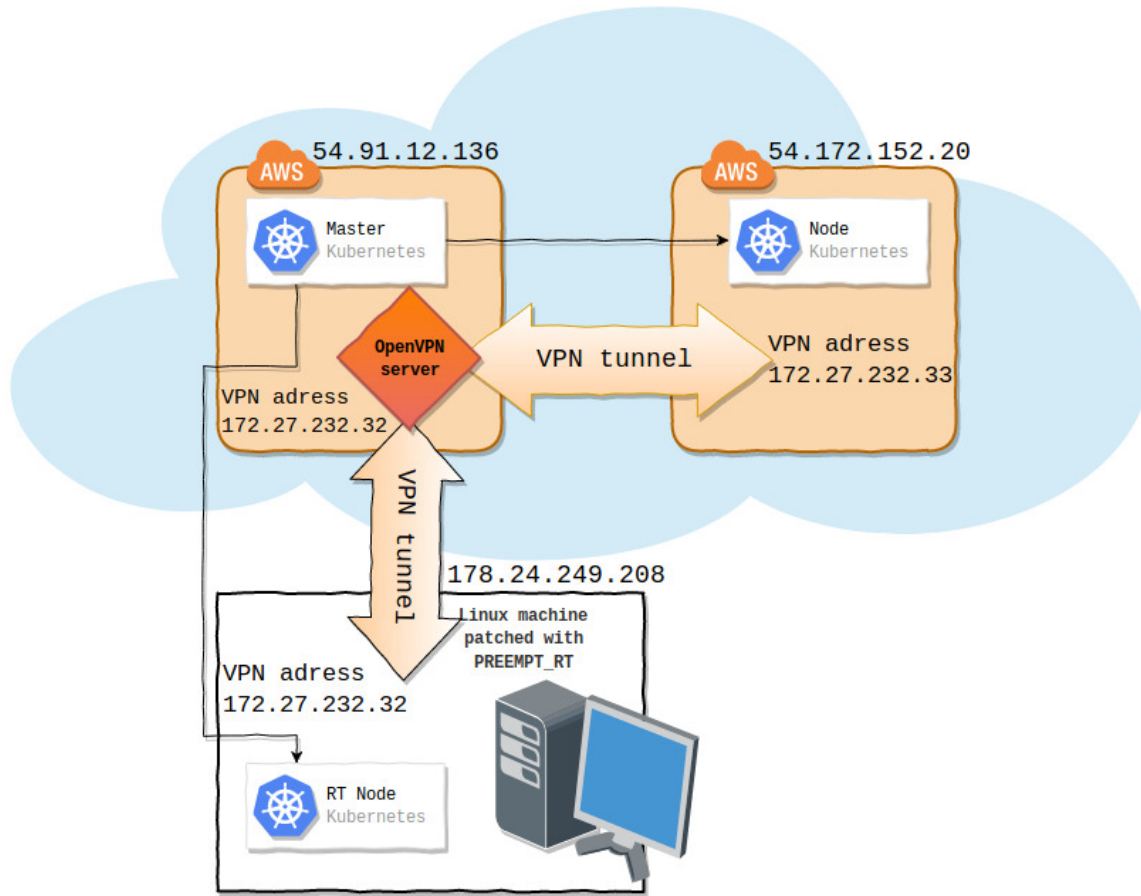 54.91.12.136
AWS
Master
Kubernetes
54.172.152.20
AWS
Node
Kubernetes
OpenVPN
server
VPN tunnel
VPN adress
172.27.232.33
VPN adress
172.27.232.32
VPN tunnel
178.24.249.208
Linux machine
patched with
PREEMPT_RT
VPN adress
172.27.232.32
RT Node
Kubernetes